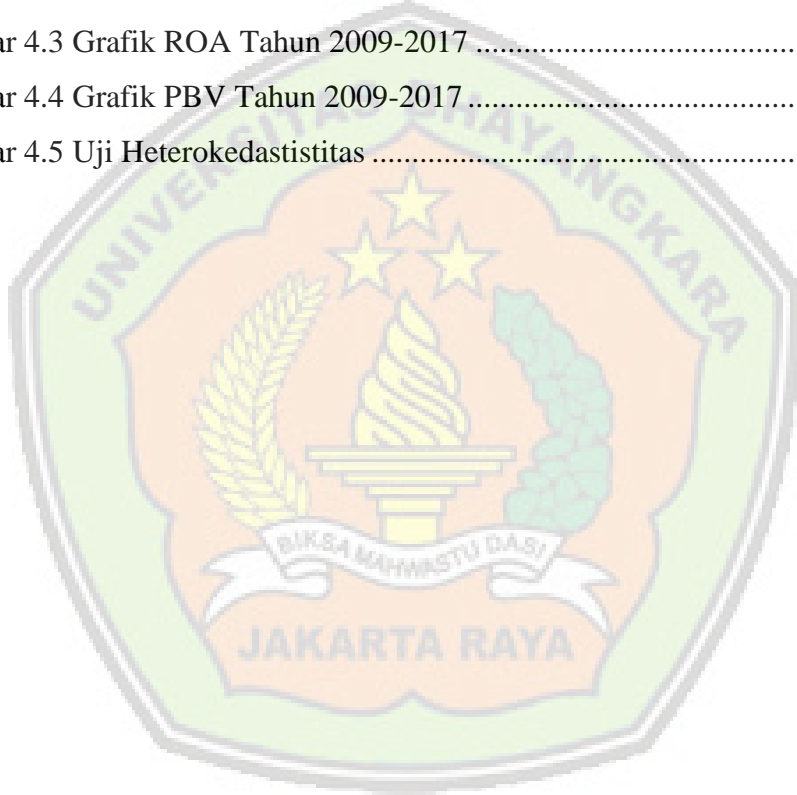 ar 4.3 Grafik ROA Tahun 2009-2017 ............................................................
ar 4.4 Grafik PBV Tahun 2009-2017 .............................................................
ar 4.5 Uji Heterokedastistitas ...............................................................................
UNIVERSITAS BHAYANGKARA
BIKSA MAHWASTU DASI
JAKARTA RAYA